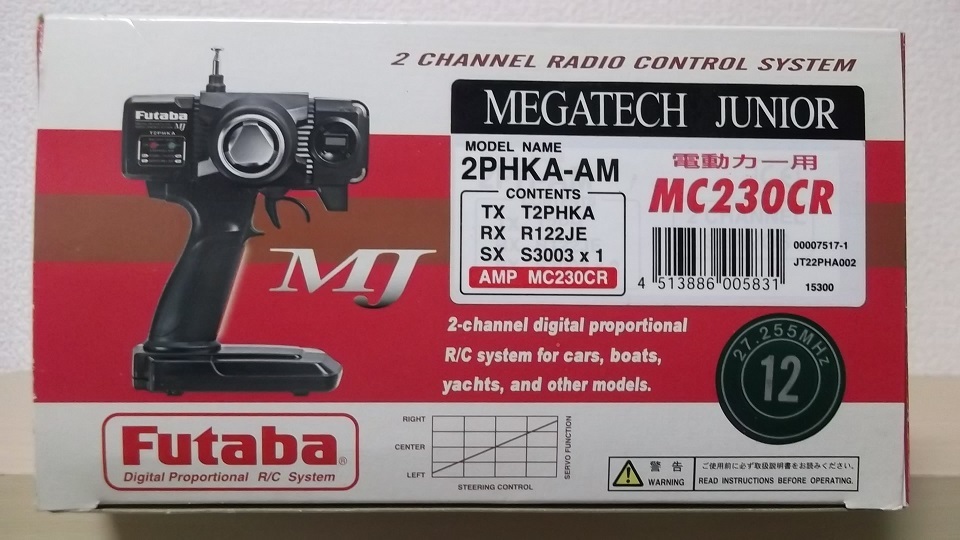 2 CHANNEL RADIO CONTROL SYSTEM
Futaba
MJ
T2PHKA
MEGATECH JUNIOR
MODEL NAME
2PHKA-AM
CONTENTS
TX T2PHKA
RX R122JE
SX S3003 x 1
AMP MC230CR
電動カー用
MC230CR
4 513886 005831
00007517-1
JT22PHA002
15300
MJ
2-channel digital proportional
R/C system for cars, boats,
yachts, and other models.
27.255MHz
12
Futaba®
Digital Proportional R/C System
RIGHT
CENTER
LEFT
STEERING CONTROL
SERVO FUNCTION
警告
WARNING
ご使用前に必ず取扱説明書をお読みください。
READ INSTRUCTIONS BEFORE OPERATING.